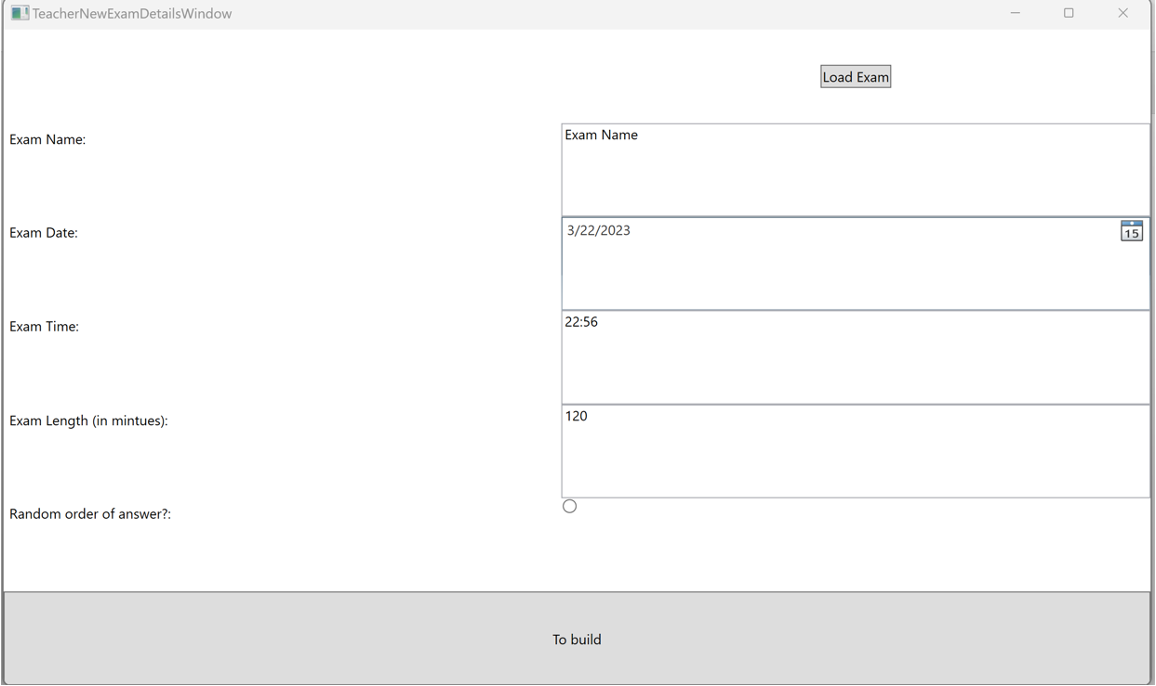 TeacherNewExamDetailsWindow
Load Exam
Exam Name:
Exam Name
Exam Date:
3/22/2023
15
Exam Time:
22:56
Exam Length (in mintues):
120
Random order of answer?:
To build